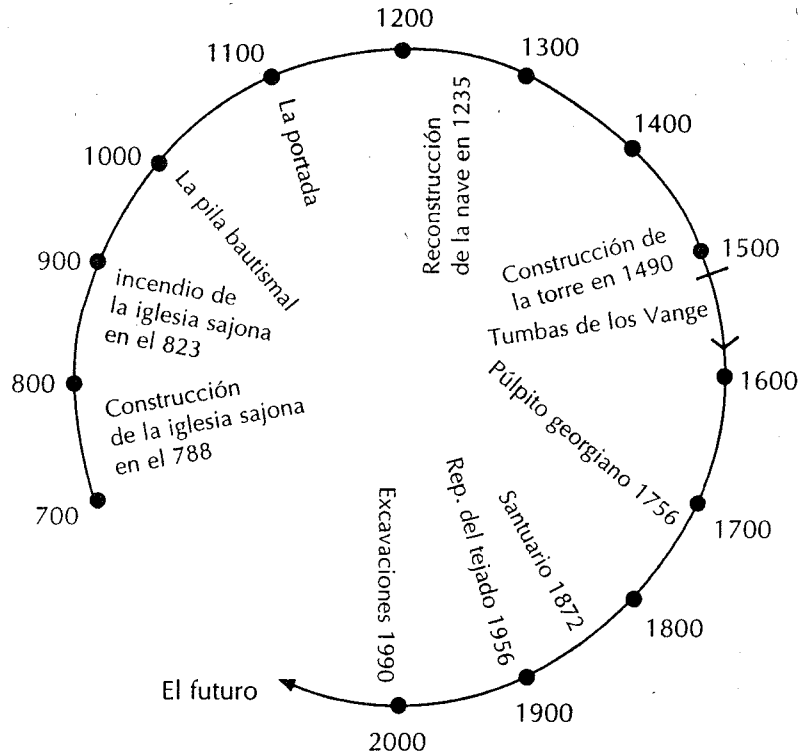 1200
1100
1300
1000
1400
900
1500
800
1600
700
1700
1800
1900
2000
La portada
La pila bautismal
incendio de
la iglesia sajona
en el 823
Construcción
de la iglesia sajona
en el 788
Reconstrucción
de la nave en 1235
Construcción de
la torre en 1490
Tumbas de los Vange
Púlpito georgiano 1756
Santuario 1872
Rep. del tejado 1956
Excavaciones 1990
El futuro